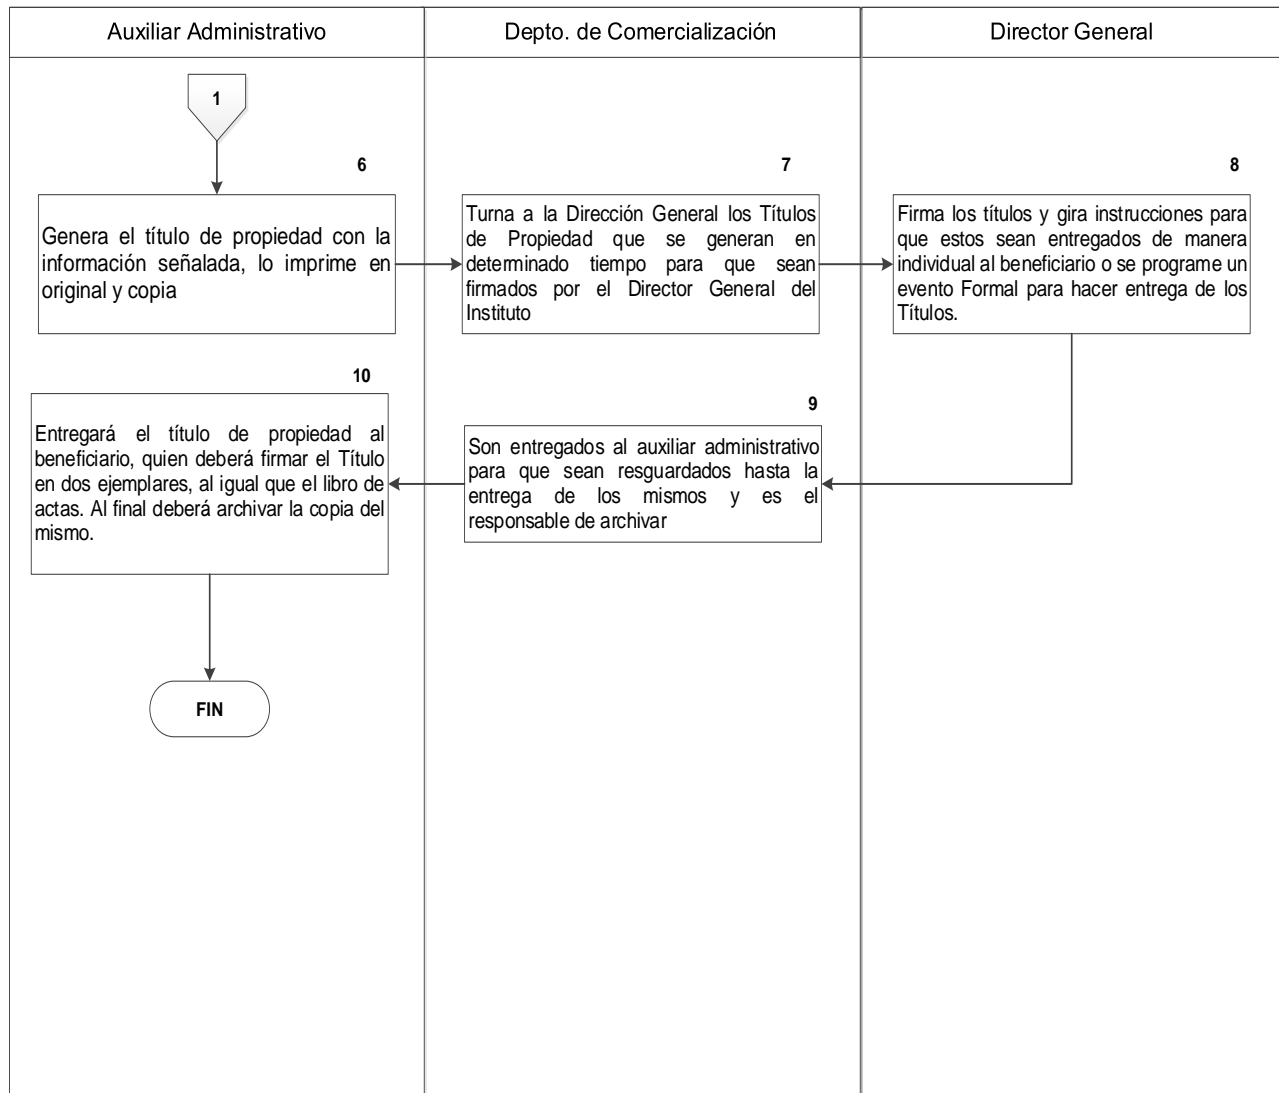 Auxiliar Administrativo
Depto. de Comercialización
Director General
1
6
Genera el título de propiedad con la
información señalada, lo imprime en
original y copia
7
Turna a la Dirección General los Títulos
de Propiedad que se generan en
determinado tiempo para que sean
firmados por el Director General del
Instituto
8
Firma los títulos y gira instrucciones para
que estos sean entregados de manera
individual al beneficiario o se programe un
evento Formal para hacer entrega de los
Títulos.
9
Son entregados al auxiliar administrativo
para que sean resguardados hasta la
entrega de los mismos y es el
responsable de archivar
10
Entregará el título de propiedad al
beneficiario, quien deberá firmar el Título
en dos ejemplares, al igual que el libro de
actas. Al final deberá archivar la copia del
mismo.
FIN